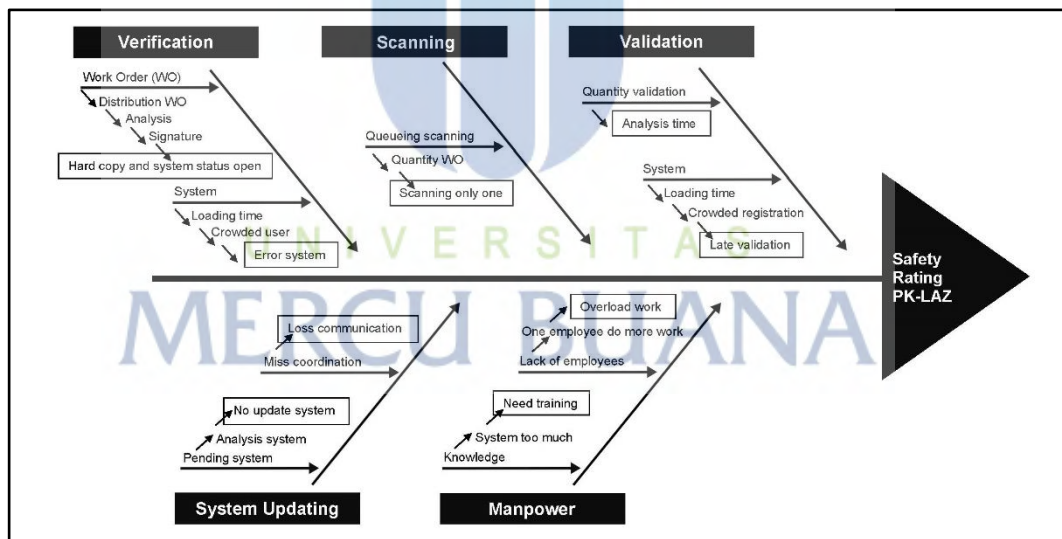 Verification
Scanning
Validation
Work Order (WO)
Distribution WO
Analysis
Signature
Hard copy and system status open
System
Loading time
Crowded user
Error system
Queueing scanning
Quantity WO
Scanning only one
Quantity validation
Analysis time
System
Loading time
Crowded registration
Late validation
UNIVERSITAS
MERCU BUANA
Safety
Rating
PK-LAZ
Loss communication
Miss coordination
No update system
Analysis system
Pending system
Overload work
One employee do more work
Lack of employees
Need training
System too much
Knowledge
System Updating
Manpower